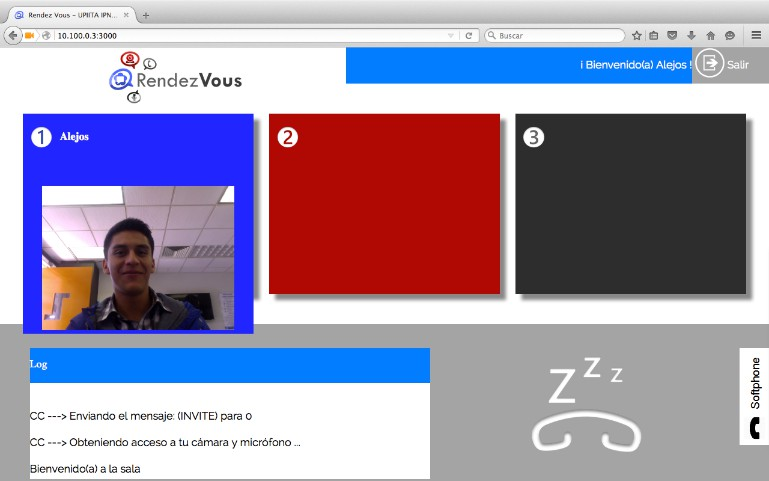 Rendez Vous - UPIITA IPN...
10.100.0.3:3000
Buscar
RendezVous
¡ Bienvenido(a) Alejos !
Salir
1 Alejos
2
3
Log
CC ---> Enviando el mensaje: (INVITE) para 0
CC ---> Obteniendo acceso a tu cámara y micrófono ...
Bienvenido(a) a la sala
Z z z
Softphone